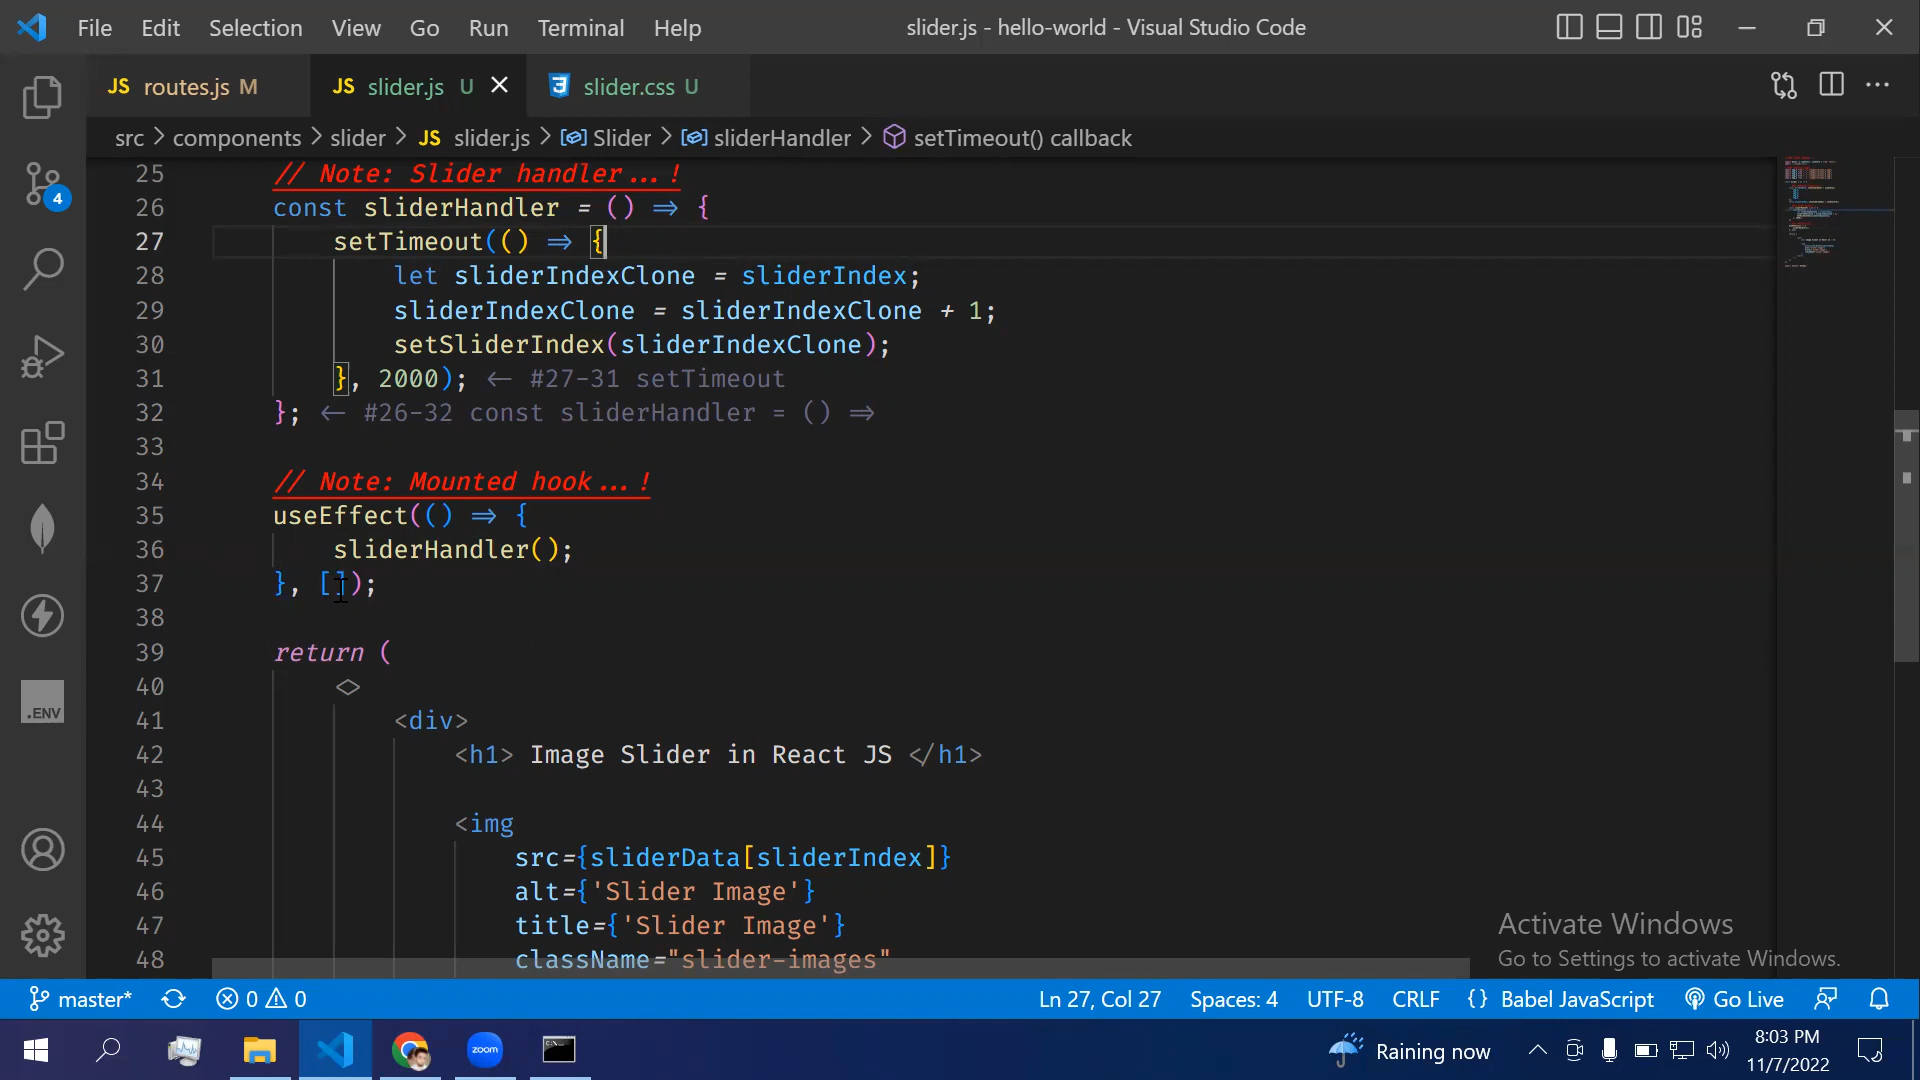 File Edit Selection View Go Run Terminal Help slider.js - hello-world - Visual Studio Code
JS routes.js M JS slider.js U slider.css U
src > components > slider > JS slider.js > Slider > sliderHandler > setTimeout() callback
25 // Note: Slider handler...!
26 const sliderHandler = () => {
27 setTimeout(() => {
28 let sliderIndexClone = sliderIndex;
29 sliderIndexClone = sliderIndexClone + 1;
30 setSliderIndex(sliderIndexClone);
31 }, 2000); <- #27-31 setTimeout
32 }; <- #26-32 const sliderHandler = () =>
33
34 // Note: Mounted hook...!
35 useEffect(() => {
36 sliderHandler();
37 }, []);
38
39 return (
40 <>
41 <div>
42 <h1> Image Slider in React JS </h1>
43
44 <img
45 src={sliderData[sliderIndex]}
46 alt={'Slider Image'}
47 title={'Slider Image'}
48 className="slider-images"
4
.ENV
Activate Windows
Go to Settings to activate Windows.
master* 0 0 Ln 27, Col 27 Spaces: 4 UTF-8 CRLF {} Babel JavaScript Go Live
zoom Raining now 8:03 PM
11/7/2022